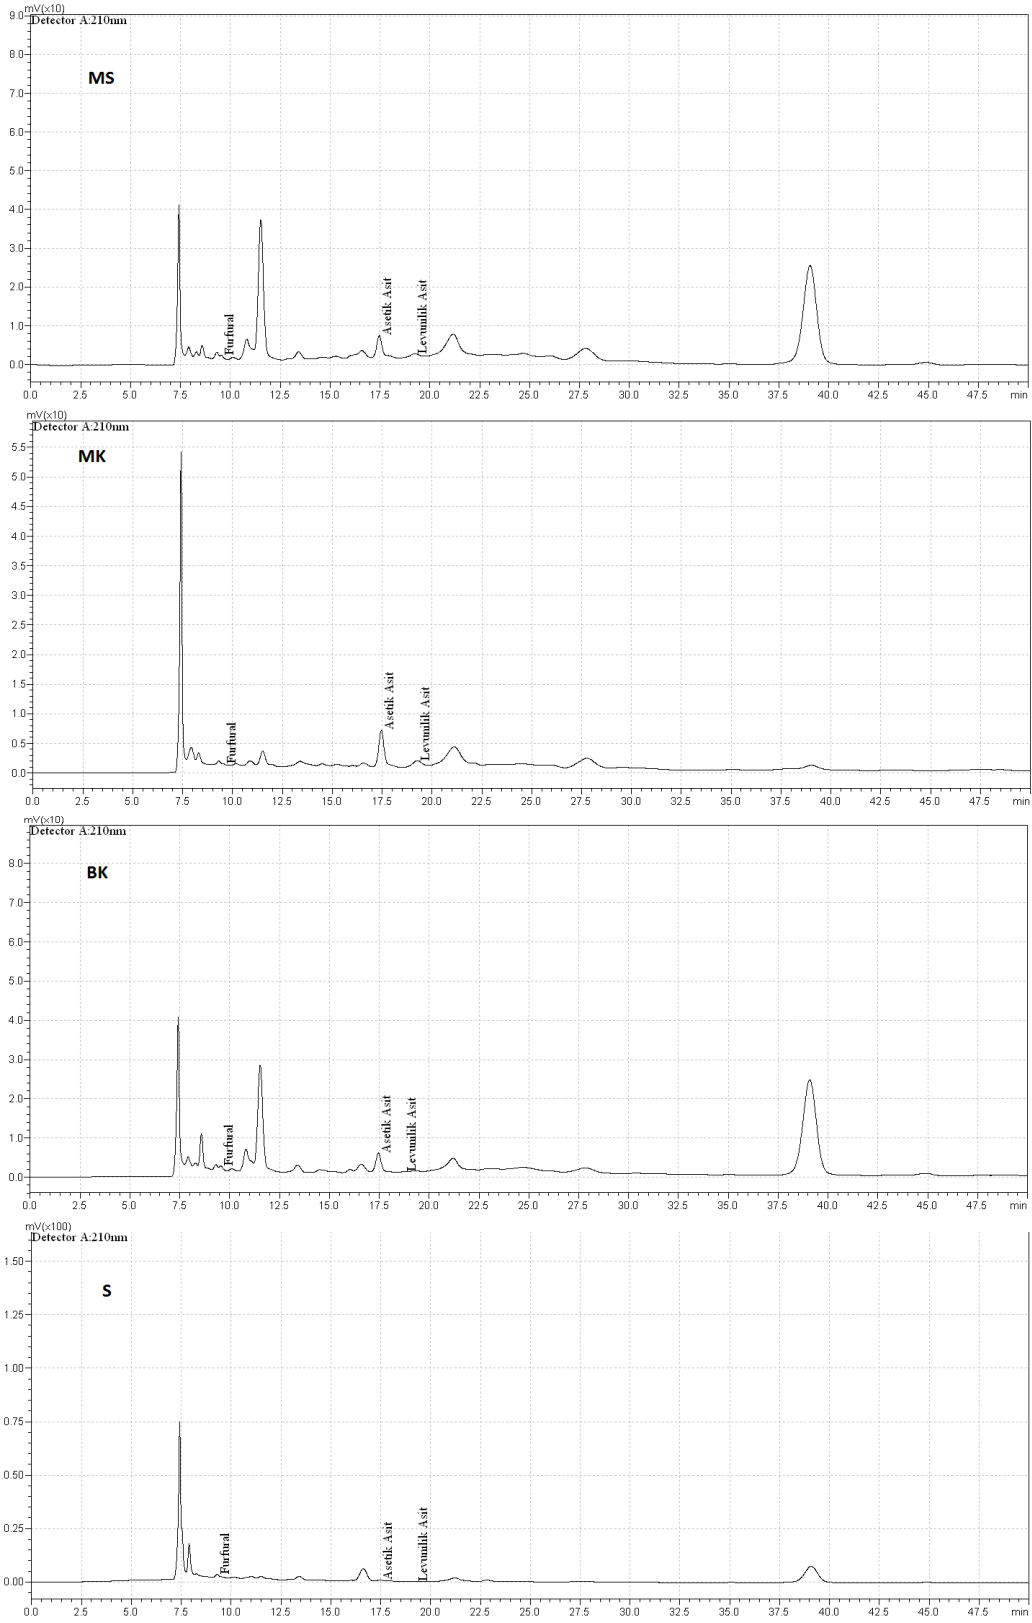 mV(x10)
Detector A:210nm
MS
9.0
8.0
7.0
6.0
5.0
4.0
3.0
2.0
1.0
0.0
Furfural
Asetik Asit
Levunilik Asit
0.0 2.5 5.0 7.5 10.0 12.5 15.0 17.5 20.0 22.5 25.0 27.5 30.0 32.5 35.0 37.5 40.0 42.5 45.0 47.5 min
mV(x10)
Detector A:210nm
MK
5.5
5.0
4.5
4.0
3.5
3.0
2.5
2.0
1.5
1.0
0.5
0.0
Furfural
Asetik Asit
Levunilik Asit
0.0 2.5 5.0 7.5 10.0 12.5 15.0 17.5 20.0 22.5 25.0 27.5 30.0 32.5 35.0 37.5 40.0 42.5 45.0 47.5 min
mV(x10)
Detector A:210nm
BK
8.0
7.0
6.0
5.0
4.0
3.0
2.0
1.0
0.0
Furfural
Asetik Asit
Levunilik Asit
0.0 2.5 5.0 7.5 10.0 12.5 15.0 17.5 20.0 22.5 25.0 27.5 30.0 32.5 35.0 37.5 40.0 42.5 45.0 47.5 min
mV(x100)
Detector A:210nm
S
1.50
1.25
1.00
0.75
0.50
0.25
0.00
Furfural
Asetik Asit
Levunilik Asit
0.0 2.5 5.0 7.5 10.0 12.5 15.0 17.5 20.0 22.5 25.0 27.5 30.0 32.5 35.0 37.5 40.0 42.5 45.0 47.5 min